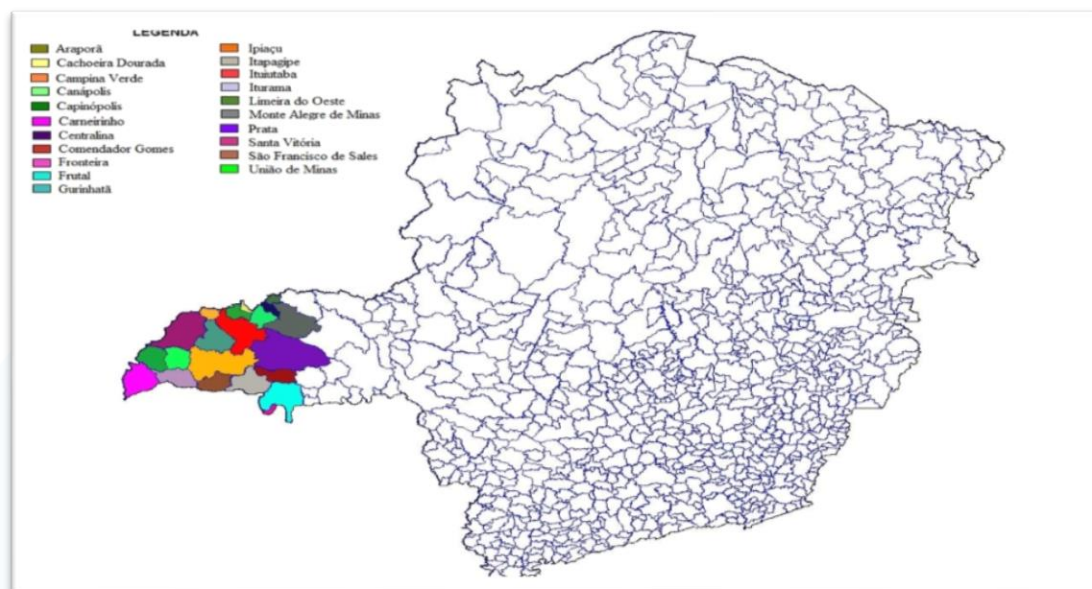 LEGENDA
Araporã
Cachoeira Dourada
Campina Verde
Canápolis
Capinópolis
Carneirinho
Centralina
Comendador Gomes
Fronteira
Frutal
Gurinhatã
Ipiaçu
Itapagipe
Ituiutaba
Iturama
Limeira do Oeste
Monte Alegre de Minas
Prata
Santa Vitória
São Francisco de Sales
União de Minas